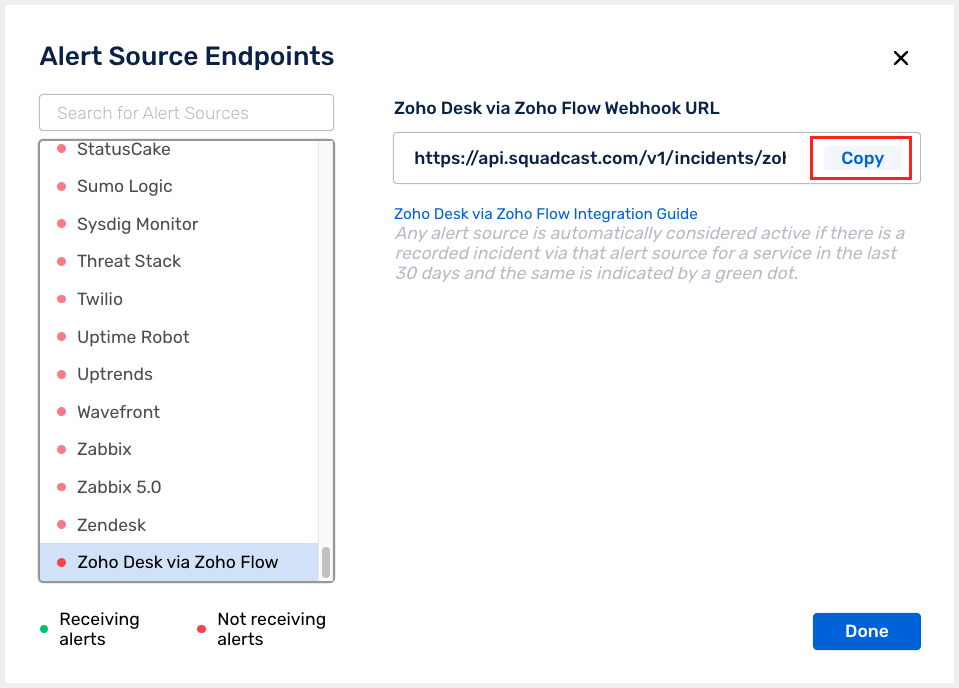 Alert Source Endpoints
Search for Alert Sources
StatusCake
Sumo Logic
Sysdig Monitor
Threat Stack
Twilio
Uptime Robot
Uptrends
Wavefront
Zabbix
Zabbix 5.0
Zendesk
Zoho Desk via Zoho Flow
Receiving
alerts
Not receiving
alerts
Zoho Desk via Zoho Flow Webhook URL
https://api.squadcast.com/v1/incidents/zoh
Copy
Zoho Desk via Zoho Flow Integration Guide
Any alert source is automatically considered active if there is a
recorded incident via that alert source for a service in the last
30 days and the same is indicated by a green dot.
Done